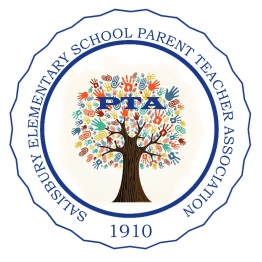 SALISBURY ELEMENTARY SCHOOL PARENT TEACHER ASSOCIATION
PTA
1910